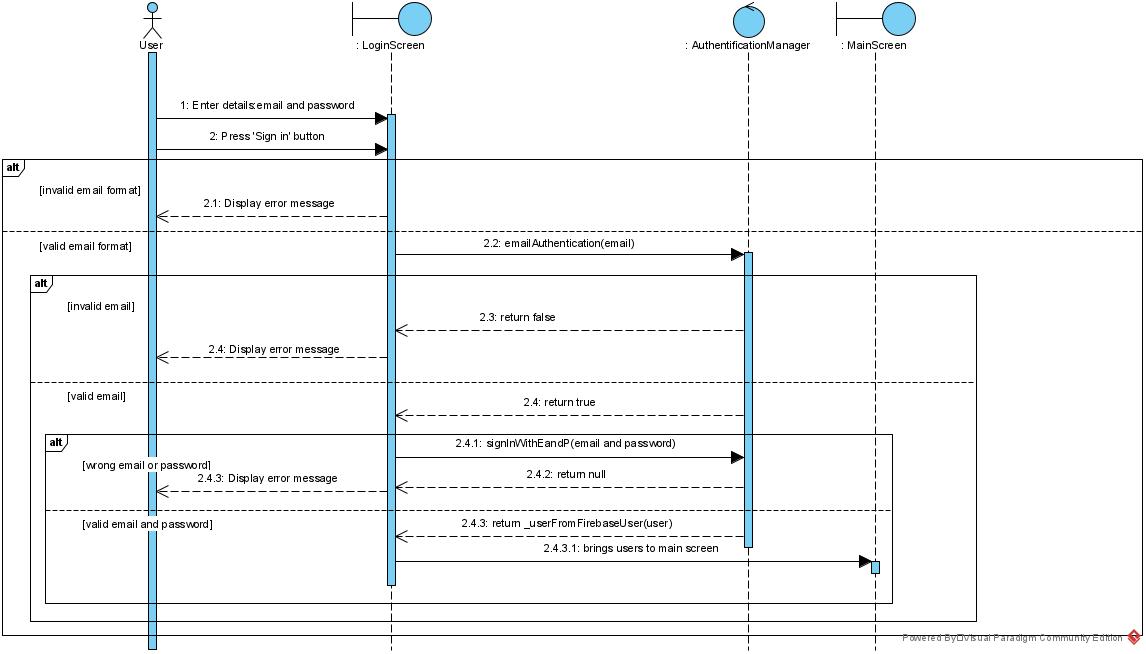 User
: LoginScreen
: AuthentificationManager
: MainScreen
1: Enter details:email and password
2: Press 'Sign in' button
alt
[invalid email format]
2.1: Display error message
[valid email format]
2.2: emailAuthentication(email)
alt
[invalid email]
2.3: return false
2.4: Display error message
[valid email]
2.4: return true
alt
2.4.1: signInWithEandP(email and password)
[wrong email or password]
2.4.2: return null
2.4.3: Display error message
[valid email and password]
2.4.3: return _userFromFirebaseUser(user)
2.4.3.1: brings users to main screen
Powered By Visual Paradigm Community Edition